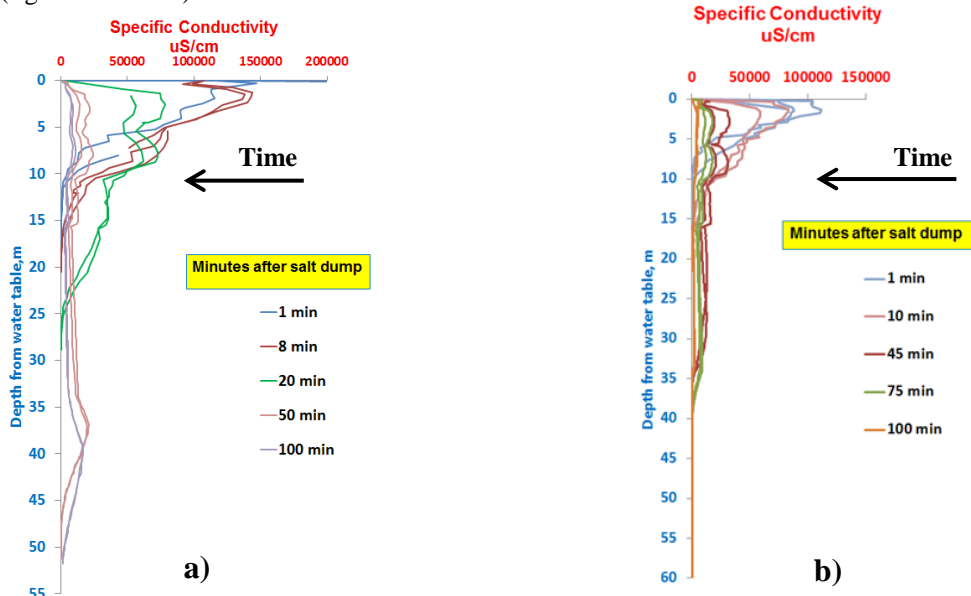 Specific Conductivity
uS/cm
0 50000 100000 150000 200000
0
5
10
15
20
25
30
35
40
45
50
55
Depth from water table,m
Time
Minutes after salt dump
1 min
8 min
20 min
50 min
100 min
a)
Specific Conductivity
uS/cm
0 50000 100000 150000
0
5
10
15
20
25
30
35
40
45
50
55
60
Depth from water table, m
Time
Minutes after salt dump
1 min
10 min
45 min
75 min
100 min
b)